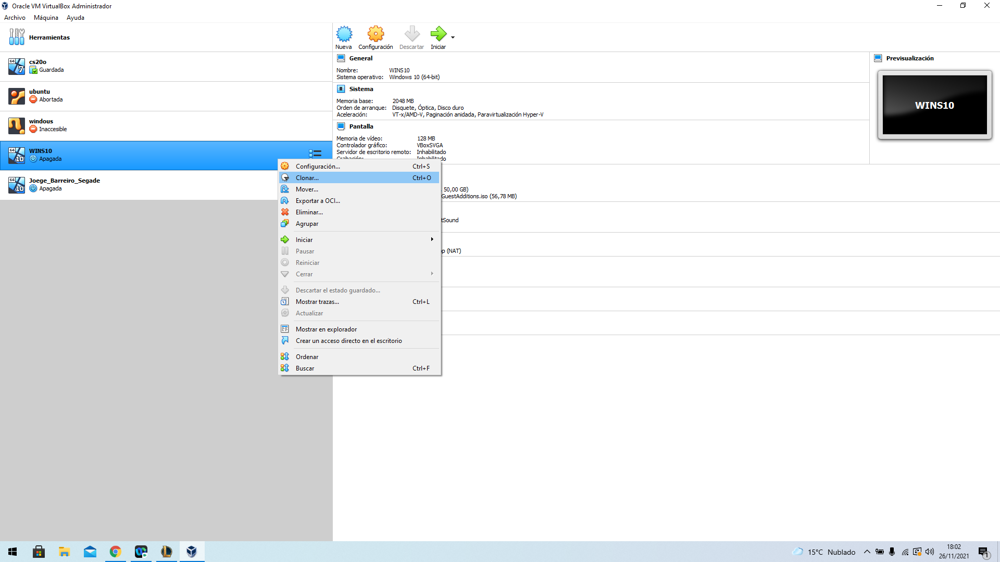 Oracle VM VirtualBox Administrador
Archivo Máquina Ayuda
Herramientas
cs20o
Guardada
ubuntu
Abortada
windous
Inaccesible
WINS10
Apagada
Joege_Barreiro_Segade
Apagada
Nueva Configuración Descartar Iniciar
General
Nombre: WINS10
Sistema operativo: Windows 10 (64-bit)
Sistema
Memoria base: 2048 MB
Orden de arranque: Disquete, Óptica, Disco duro
Aceleración: VT-x/AMD-V, Paginación anidada, Paravirtualización Hyper-V
Pantalla
Memoria de vídeo: 128 MB
Controlador gráfico: VBoxSVGA
Servidor de escritorio remoto: Inhabilitado
Grabación: Inhabilitado
50,00 GB)
GuestAdditions.iso (56,78 MB)
tSound
op (NAT)
Previsualización
WINS10
Configuración... Ctrl+S
Clonar... Ctrl+O
Mover...
Exportar a OCI...
Eliminar...
Agrupar
Iniciar
Pausar
Reiniciar
Cerrar
Descartar el estado guardado...
Mostrar trazas... Ctrl+L
Actualizar
Mostrar en explorador
Crear un acceso directo en el escritorio
Ordenar
Buscar Ctrl+F
15°C Nublado
18:02
26/11/2021
1